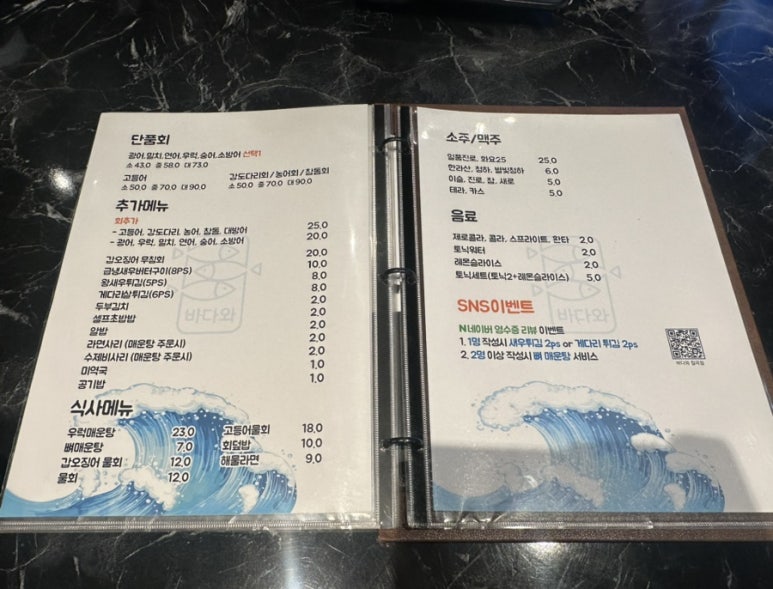 단품회
광어, 밀치, 연어, 우럭, 숭어, 소방어 선택1
소 43.0 중 58.0 대 73.0
고등어
소 50.0 중 70.0 대 90.0
강도다리회 / 농어회 / 참돔회
소 50.0 중 70.0 대 90.0
추가메뉴
회추가
- 고등어, 강도다리, 농어, 참돔, 대방어 25.0
- 광어, 우럭, 밀치, 연어, 숭어, 소방어 20.0
갑오징어 무침회 20.0
급냉새우버터구이(8PS) 10.0
왕새우튀김(5PS) 8.0
게다리살튀김(6PS) 8.0
두부김치 8.0
셀프초밥밥 2.0
알밥 2.0
라면사리 (매운탕 주문시) 2.0
수제비사리 (매운탕 주문시) 2.0
미역국 1.0
공기밥 1.0
바다와
식사메뉴
우럭매운탕 23.0
뼈매운탕 7.0
갑오징어 물회 12.0
물회 12.0
고등어물회 18.0
회덮밥 10.0
해물라면 9.0
소주/맥주
일품진로, 화요25 25.0
한라산, 청하, 별빛청하 6.0
이슬, 진로, 참, 새로 5.0
테라, 카스 5.0
음료
제로콜라, 콜라, 스프라이트, 환타 2.0
토닉워터 2.0
레몬슬라이스 2.0
토닉세트(토닉2+레몬슬라이스) 5.0
바다와
SNS이벤트
N네이버 영수증 리뷰 이벤트
1. 1명 작성시 새우튀김 2ps or 게다리 튀김 2ps
2. 2명 이상 작성시 뼈 매운탕 서비스